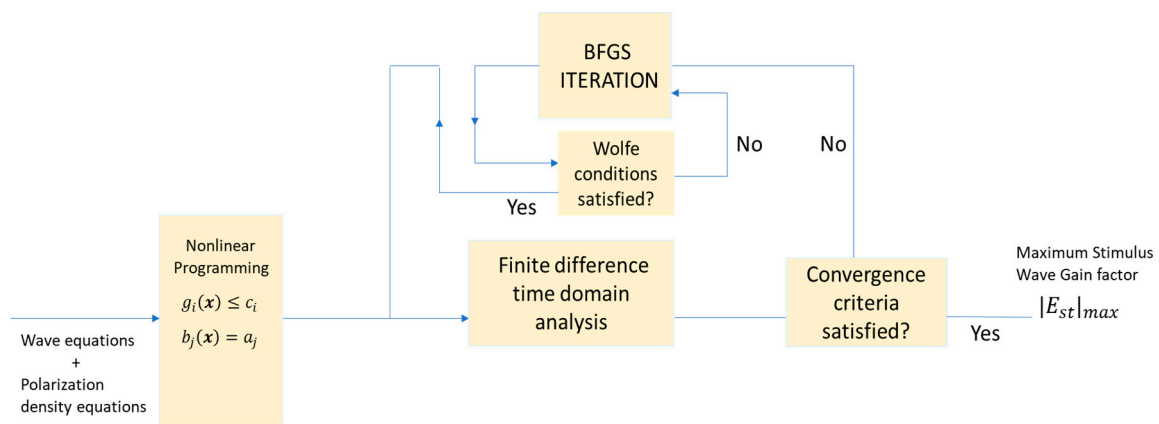 BFGS
ITERATION
No
No
Wolfe
conditions
satisfied?
Yes
Nonlinear
Programming
𝑔ᵢ(𝒙) ≤ 𝑐ᵢ
𝑏ⱼ(𝒙) = 𝑎ⱼ
Wave equations
+
Polarization
density equations
Finite difference
time domain
analysis
Convergence
criteria
satisfied?
Yes
Maximum Stimulus
Wave Gain factor
|𝐸ₛₜ|ₘₐₓ